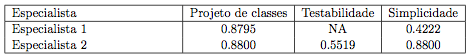 Especialista Projeto de classes Testabilidade Simplicidade
Especialista 1 0.8795 NA 0.4222
Especialista 2 0.8800 0.5519 0.8800